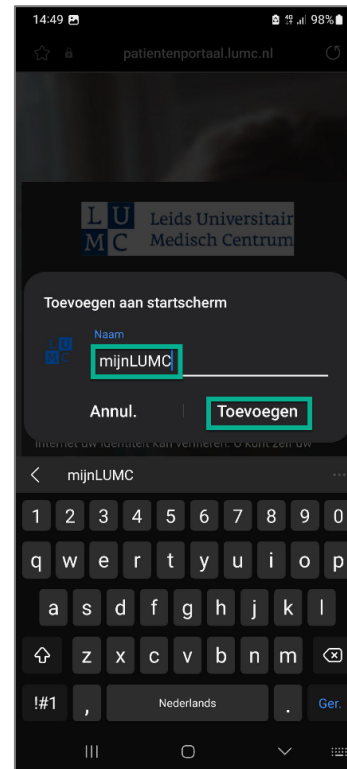 14:49 98%
patientenportaal.lumc.nl
L U Leids Universitair
M C Medisch Centrum
Toevoegen aan startscherm
Naam
L U
M C
mijnLUMC
Annul. Toevoegen
internet uw identiteit kan verifiëren. U kunt zelf uw
mijnLUMC ...
1 2 3 4 5 6 7 8 9 0
q w e r t y u i o p
a s d f g h j k l
z x c v b n m
!#1 , Nederlands . Ger.